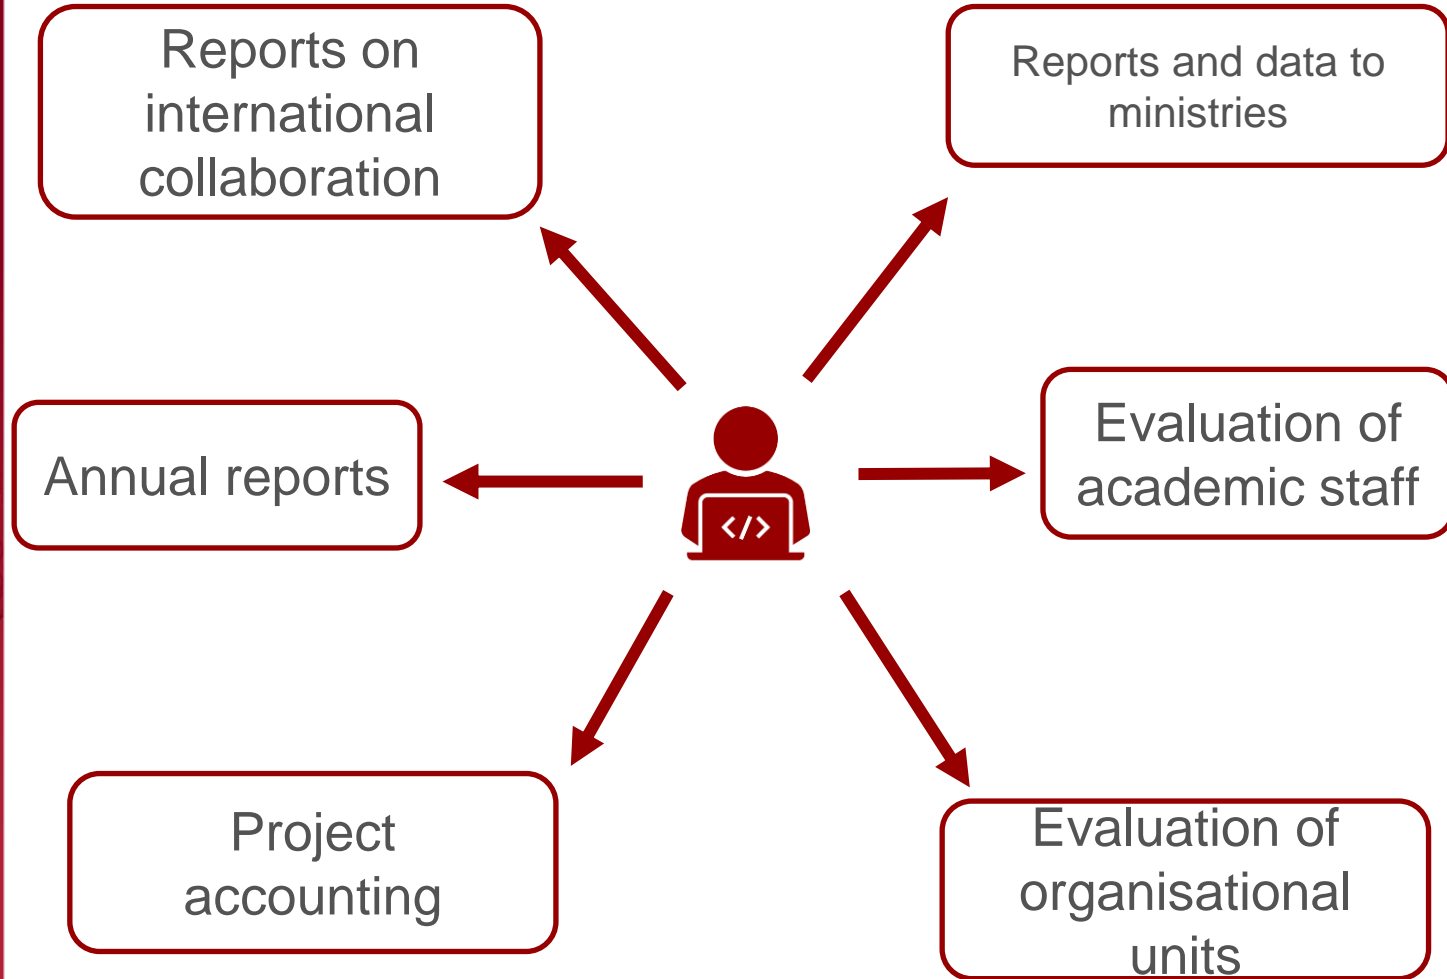 Reports on
international
collaboration
Reports and data to
ministries
Annual reports
</>
Evaluation of
academic staff
Project
accounting
Evaluation of
organisational
units